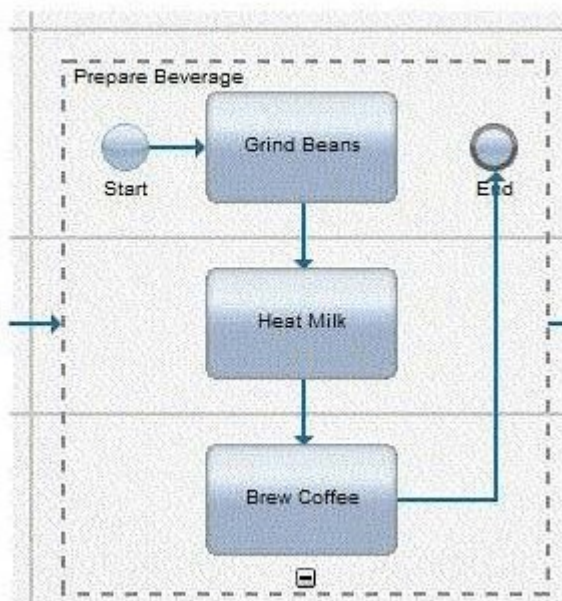 Prepare Beverage
Grind Beans
Start
End
Heat Milk
Brew Coffee